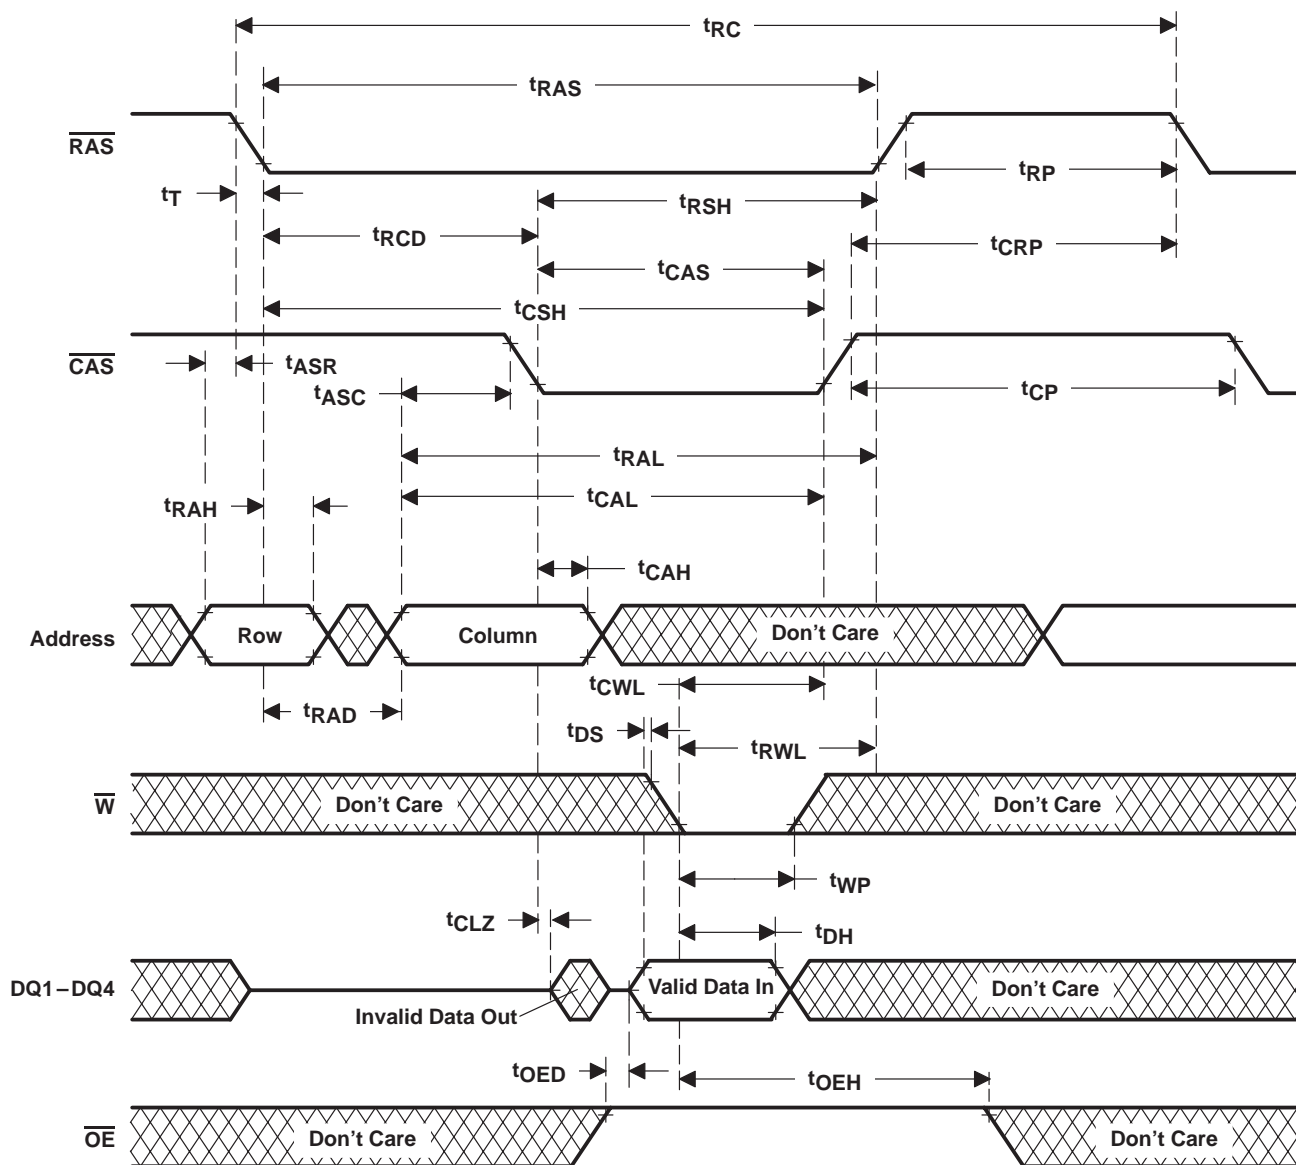 tRC
tRAS
RAS
tRP
tT
tRSH
tRCD
tCRP
tCAS
tCSH
CAS
tASR
tASC
tCP
tRAL
tCAL
tRAH
tCAH
Address
Row
Column
Don't Care
tCWL
tRAD
tDS
tRWL
W
Don't Care
Don't Care
tWP
tCLZ
tDH
DQ1–DQ4
Valid Data In
Don't Care
Invalid Data Out
tOED
tOEH
OE
Don't Care
Don't Care